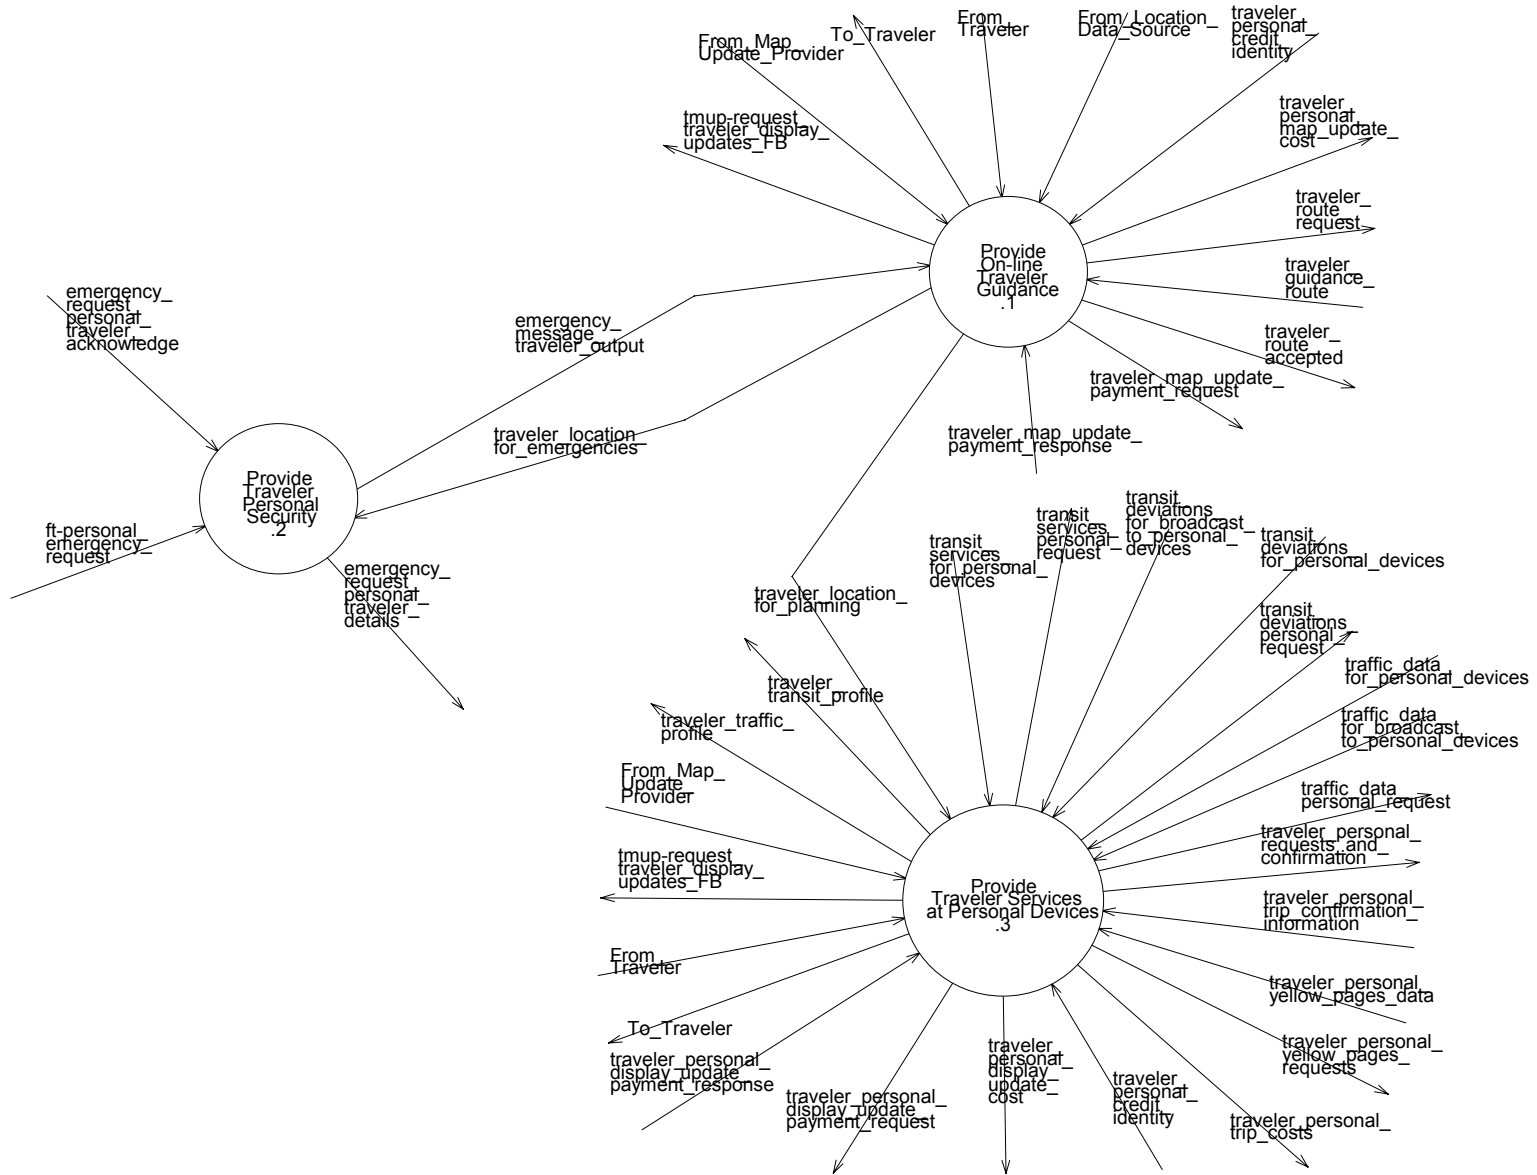 From_Map_
Update_Provider
To_Traveler
From_
Traveler
From_Location_
Data_Source
traveler_
personal_
credit_
identity
tmup-request_
traveler_display_
updates_FB
traveler_
personal_
map_update_
cost
traveler_
route_
request
traveler_
guidance_
route
Provide
On-line
Traveler
Guidance
.1
traveler_
route_
accepted
traveler_map_update_
payment_request
traveler_map_update_
payment_response
emergency_
request_
personal_
traveler_
acknowledge
emergency_
message_
traveler_output
traveler_location_
for_emergencies
Provide
Traveler
Personal
Security
.2
ft-personal_
emergency_
request
emergency_
request_
personal_
traveler_
details
traveler_location_
for_planning
transit_
services_
for_personal_
devices
transit_
services_
personal_
request
transit_
deviations_
for_broadcast_
to_personal_
devices
transit_
deviations_
for_personal_devices
transit_
deviations_
personal_
request
traffic_data_
for_personal_devices
traffic_data_
for_broadcast_
to_personal_devices
traffic_data_
personal_request
traveler_
transit_profile
traveler_traffic_
profile
From_Map_
Update_
Provider
tmup-request_
traveler_display_
updates_FB
From_
Traveler
To_Traveler
Provide
Traveler Services
at Personal Devices
.3
traveler_personal_
requests_and_
confirmation
traveler_personal_
trip_confirmation_
information
traveler_personal_
yellow_pages_data
traveler_personal_
yellow_pages_
requests
traveler_personal_
display_update_
payment_response
traveler_personal_
display_update_
payment_request
traveler_
personal_
display_
update_
cost
traveler_
personal_
credit_
identity
traveler_personal_
trip_costs